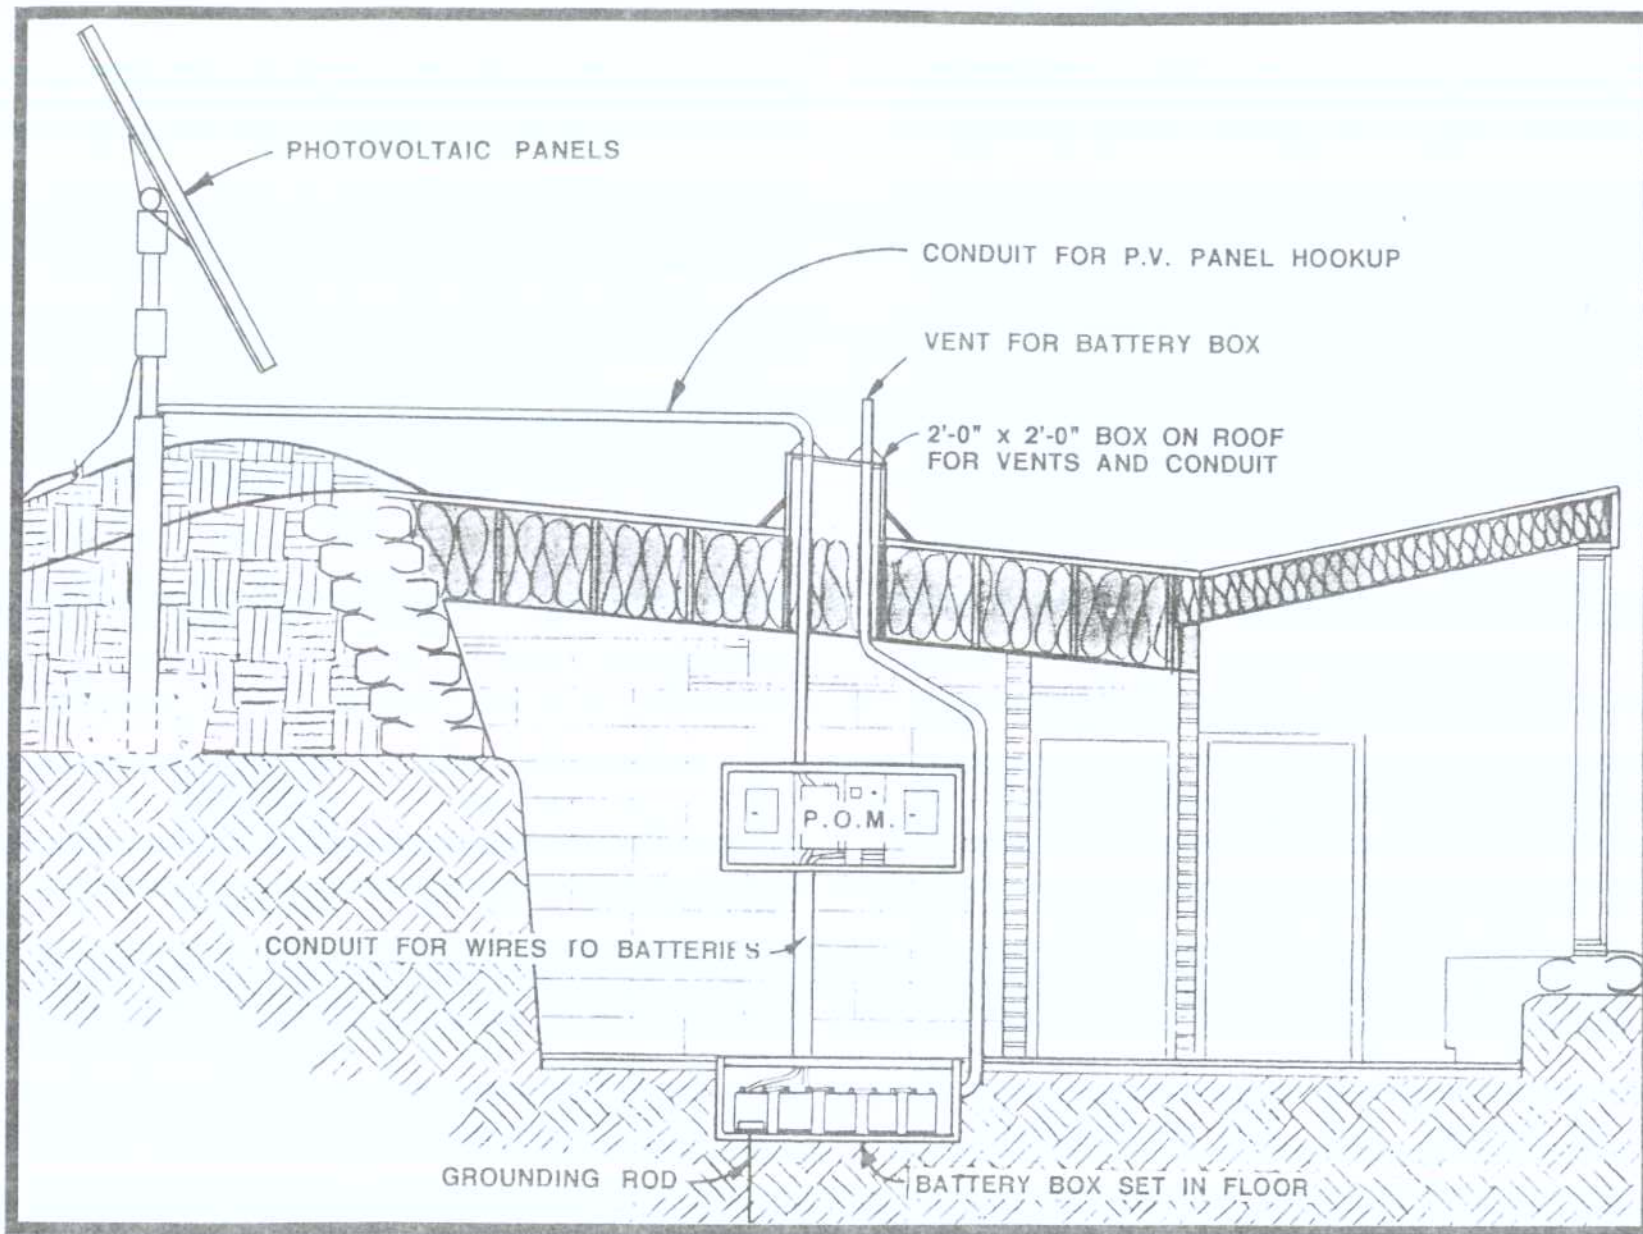 PHOTOVOLTAIC PANELS
CONDUIT FOR P.V. PANEL HOOKUP
VENT FOR BATTERY BOX
2'-0" x 2'-0" BOX ON ROOF
FOR VENTS AND CONDUIT
P.O.M.
CONDUIT FOR WIRES TO BATTERIES
GROUNDING ROD
BATTERY BOX SET IN FLOOR